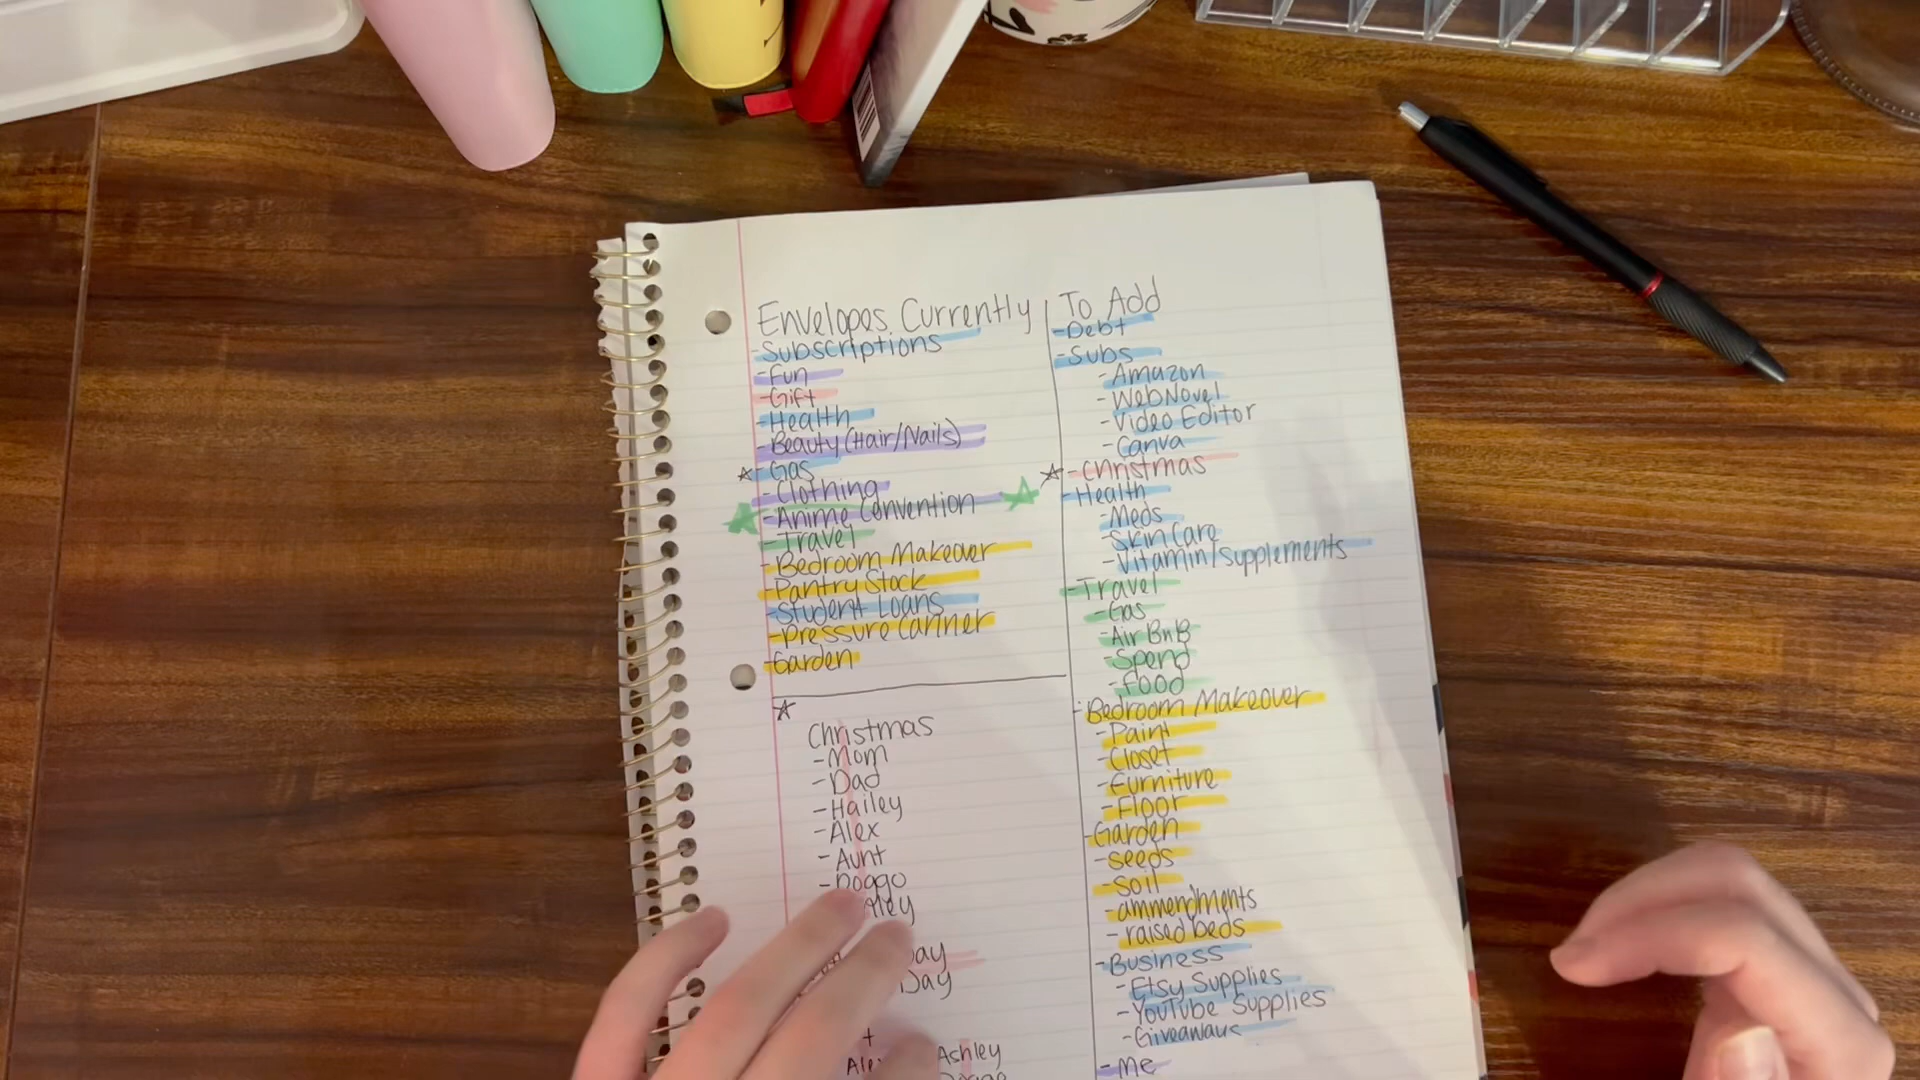 Envelopes Currently
- Subscriptions
- Fun
- Gift
- Health
- Beauty (Hair/Nails)
- Gas
- Clothing
- Anime Convention
- Travel
- Bedroom Makeover
- Pantry Stock
- Student Loans
- Pressure Canner
- Garden
Christmas
- Mom
- Dad
- Hailey
- Alex
- Aunt
- Doggo
Day
Day
+
Ashley
To Add
- Debt
- Subs
- Amazon
- WebNovel
- Video Editor
- Canva
- Christmas
- Health
- Meds
- Skin Care
- Vitamin/Supplements
- Travel
- Gas
- Air BnB
- Spend
- Food
- Bedroom Makeover
- Paint
- Closet
- Furniture
- Floor
- Garden
- seeds
- soil
- ammendments
- raised beds
- Business
- Etsy Supplies
- YouTube Supplies
- Giveaways
- Me